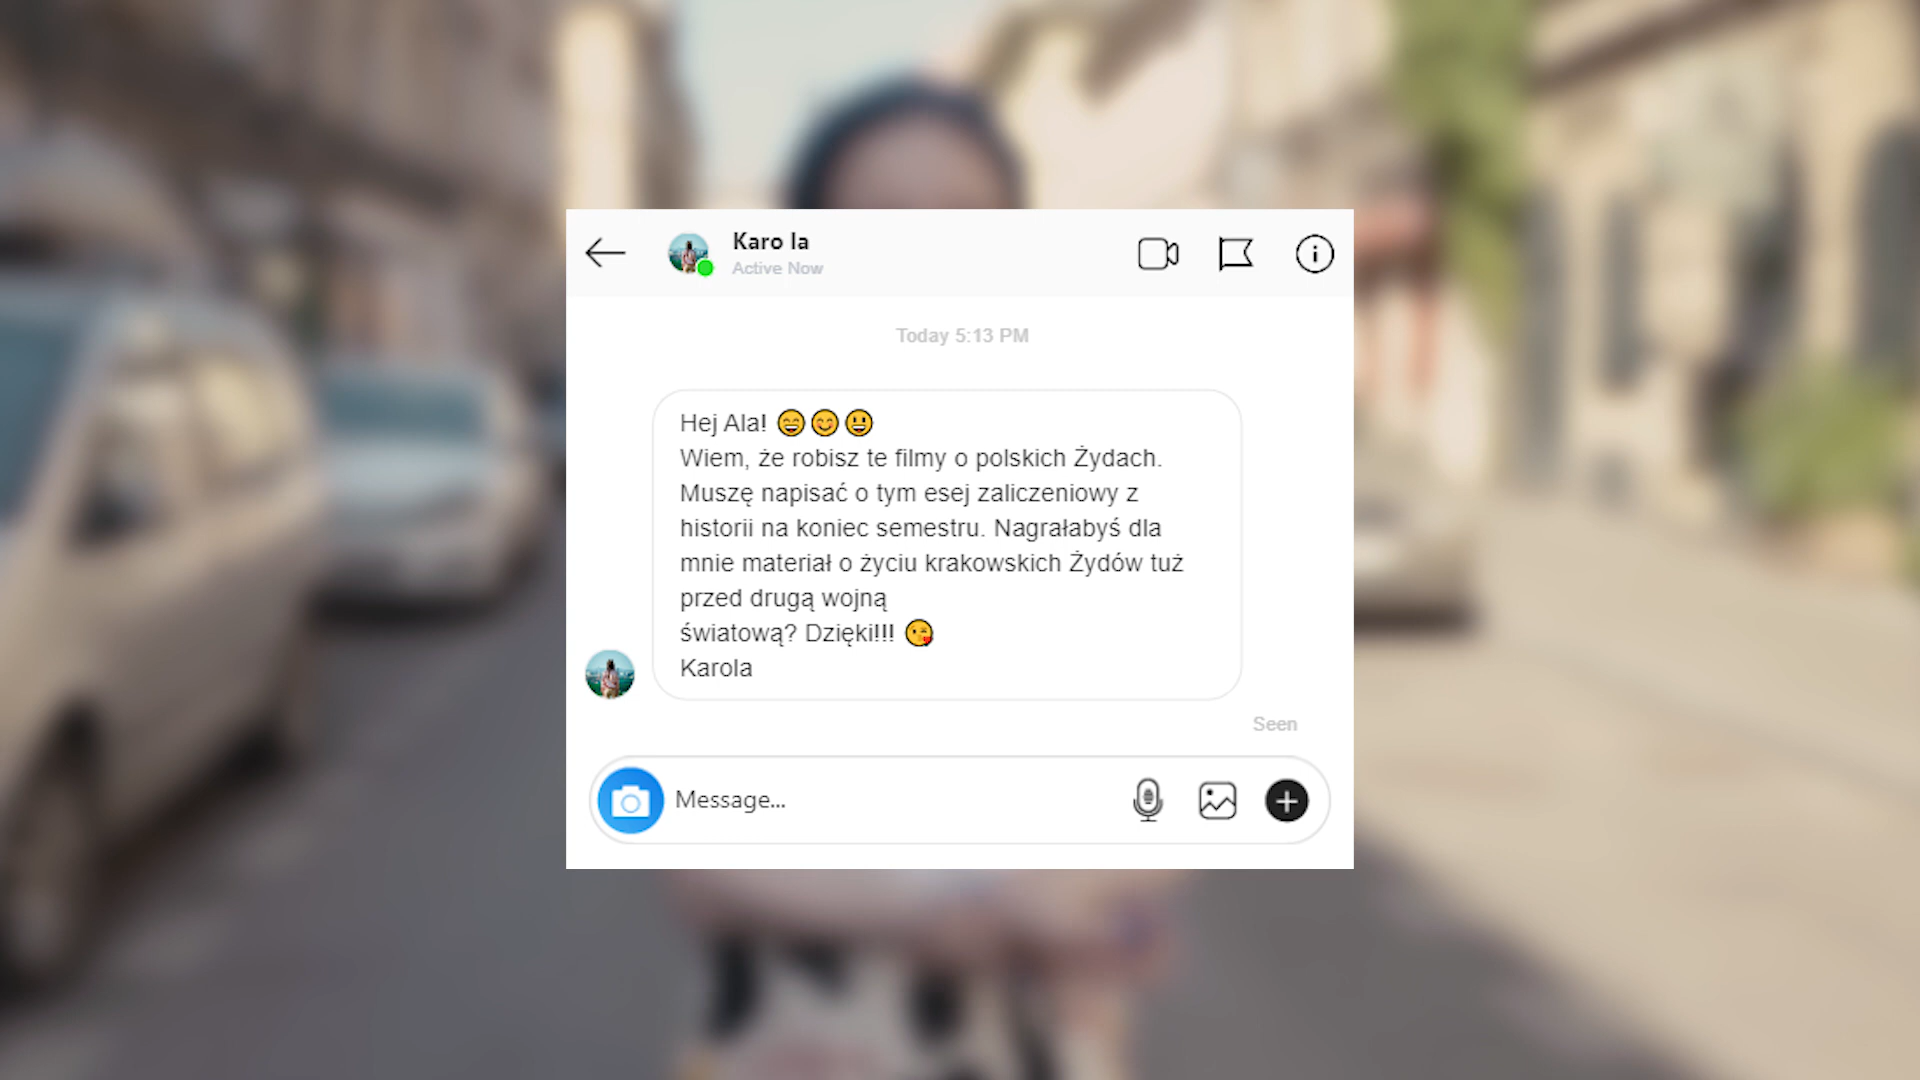 Karo la
Active Now
Today 5:13 PM
Hej Ala! 😄😊😃
Wiem, że robisz te filmy o polskich Żydach.
Muszę napisać o tym esej zaliczeniowy z
historii na koniec semestru. Nagrałabyś dla
mnie materiał o życiu krakowskich Żydów tuż
przed drugą wojną
światową? Dzięki!!! 😘
Karola
Seen
Message...